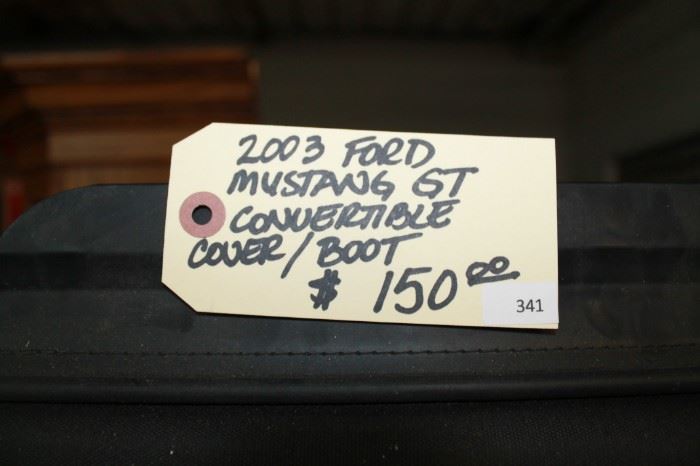 2003 FORD
MUSTANG GT
CONVERTIBLE
COVER/BOOT
$ 150 00
341